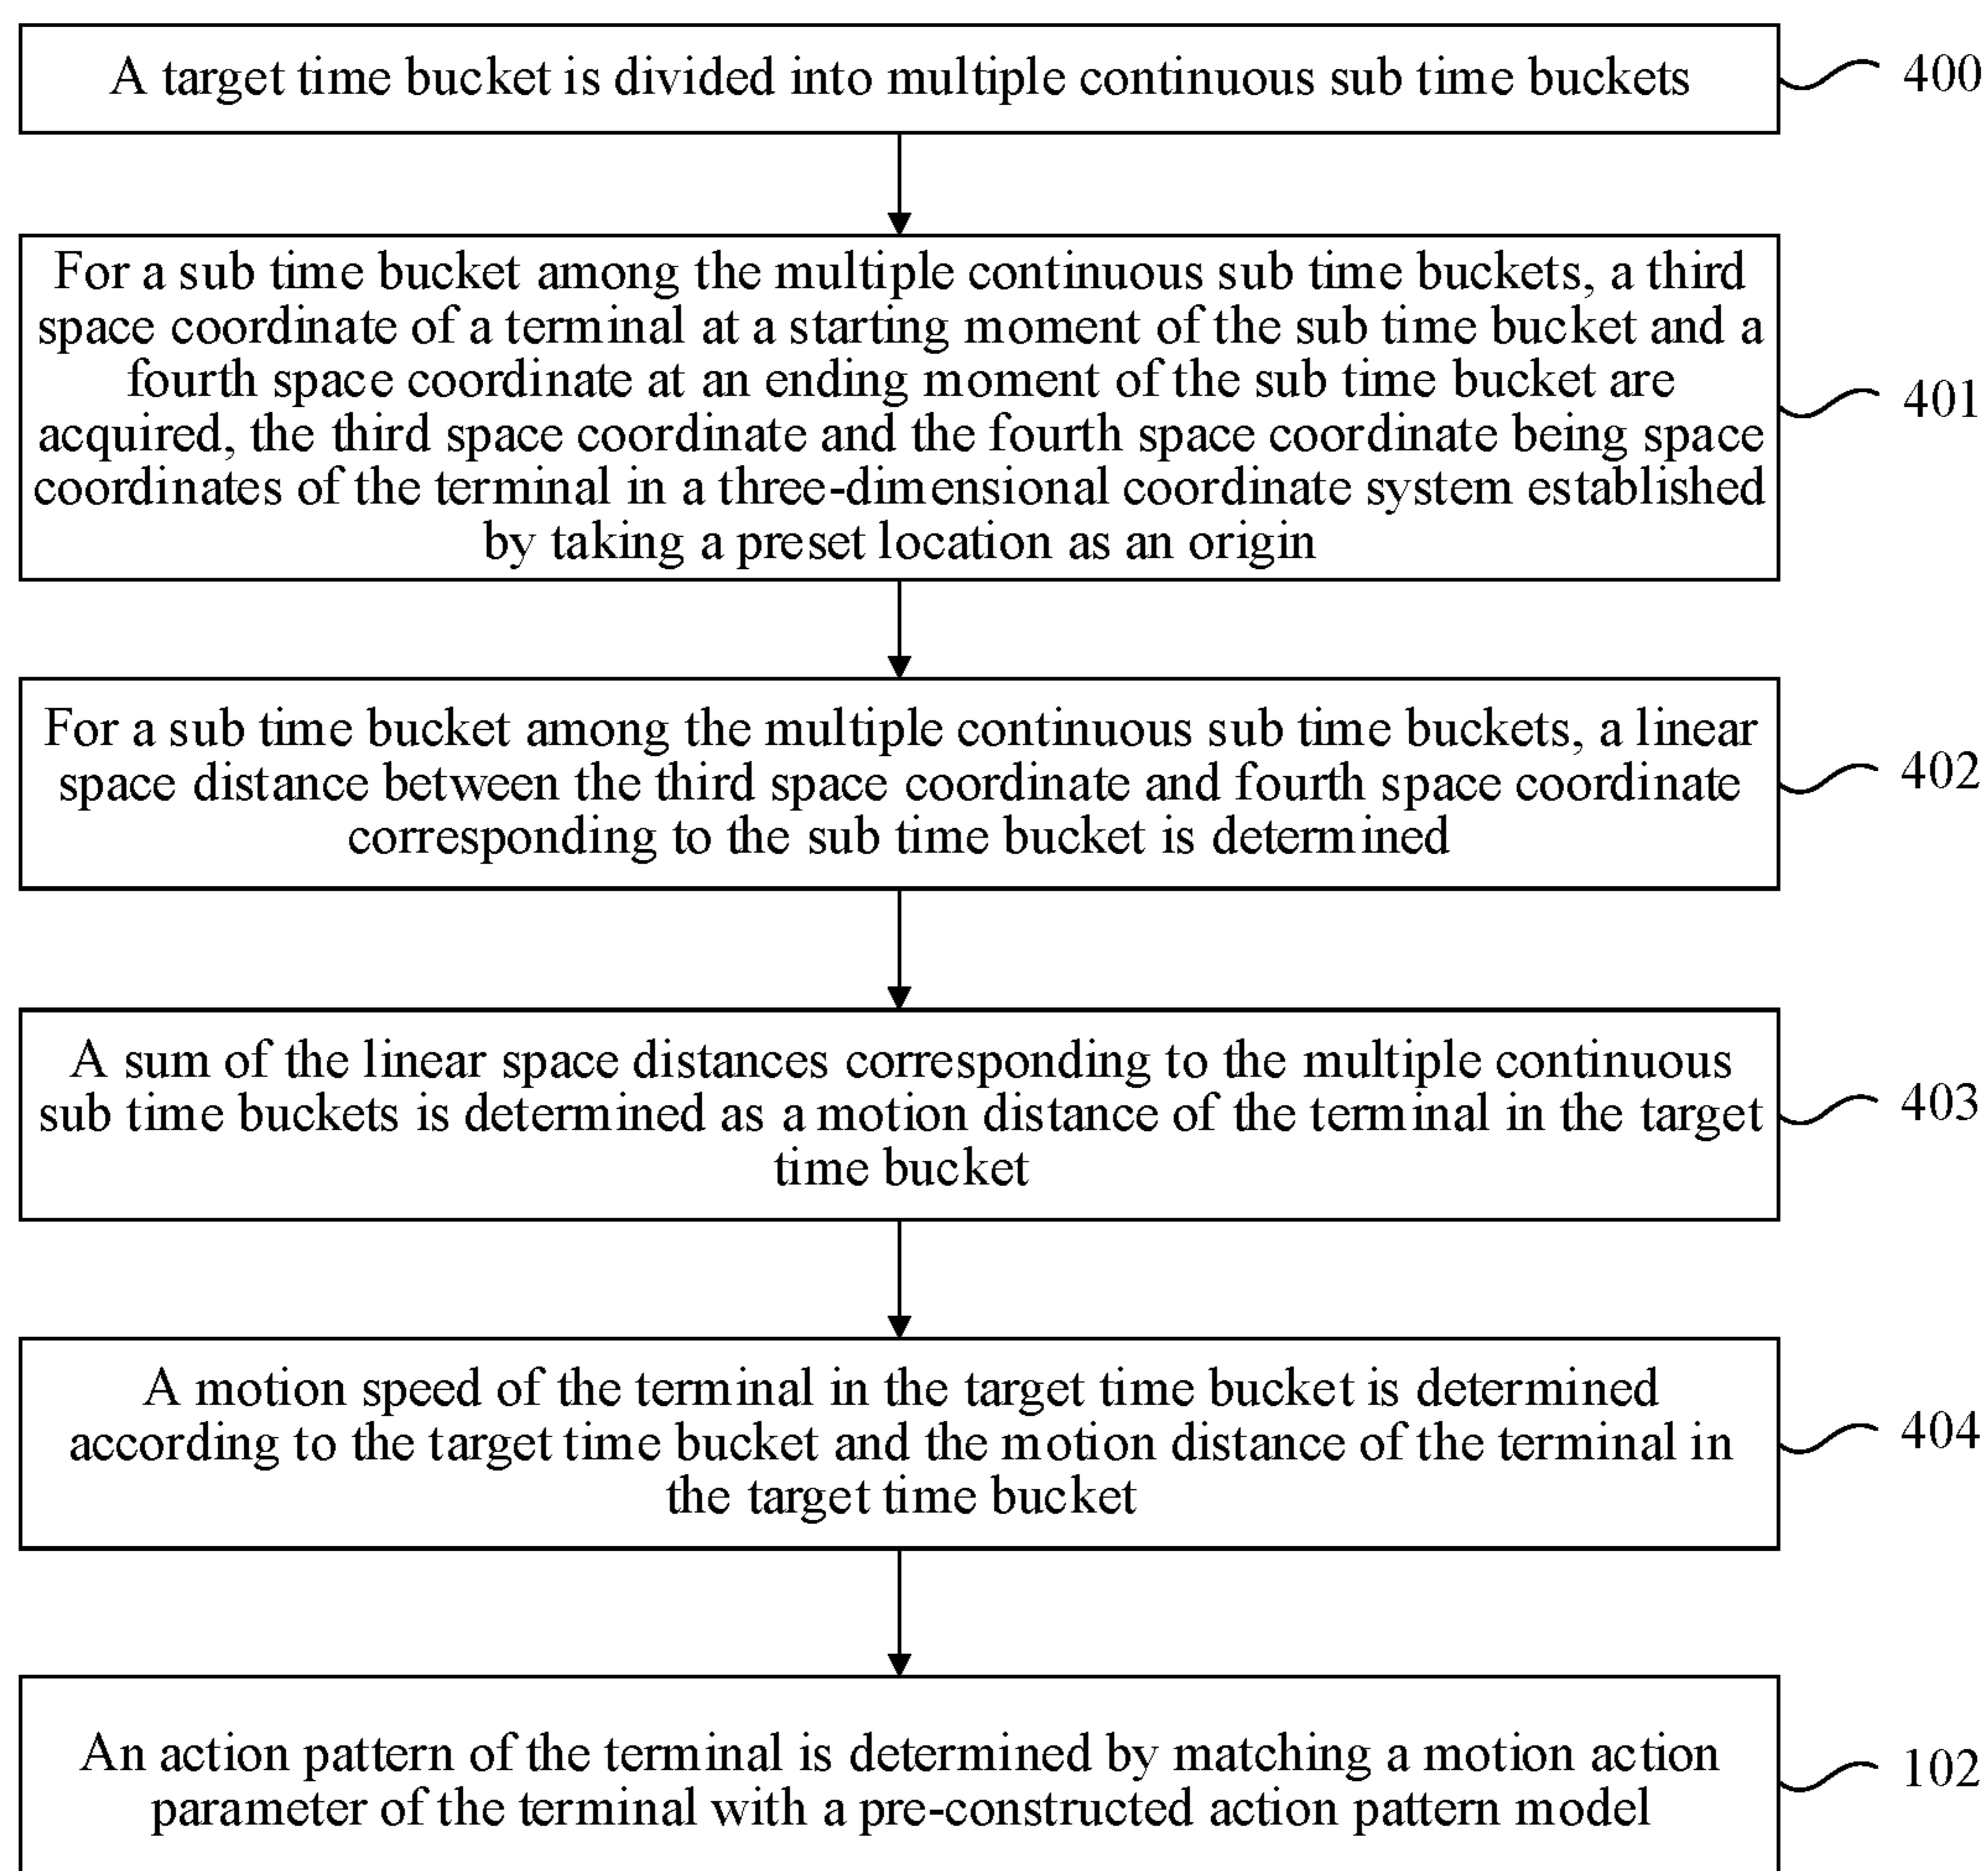 A target time bucket is divided into multiple continuous sub time buckets
400
For a sub time bucket among the multiple continuous sub time buckets, a third
space coordinate of a terminal at a starting moment of the sub time bucket and a
fourth space coordinate at an ending moment of the sub time bucket are
acquired, the third space coordinate and the fourth space coordinate being space
coordinates of the terminal in a three-dimensional coordinate system established
by taking a preset location as an origin
401
For a sub time bucket among the multiple continuous sub time buckets, a linear
space distance between the third space coordinate and fourth space coordinate
corresponding to the sub time bucket is determined
402
A sum of the linear space distances corresponding to the multiple continuous
sub time buckets is determined as a motion distance of the terminal in the target
time bucket
403
A motion speed of the terminal in the target time bucket is determined
according to the target time bucket and the motion distance of the terminal in
the target time bucket
404
An action pattern of the terminal is determined by matching a motion action
parameter of the terminal with a pre-constructed action pattern model
102